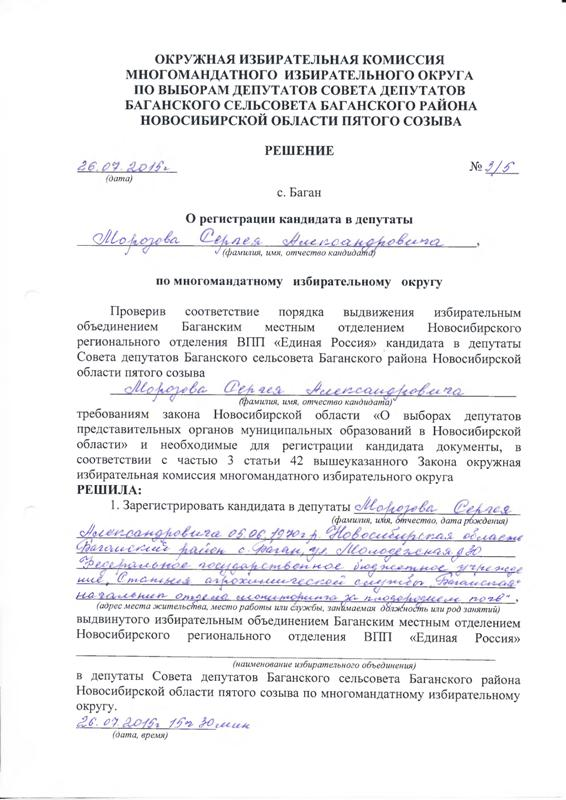 ОКРУЖНАЯ ИЗБИРАТЕЛЬНАЯ КОМИССИЯ
МНОГОМАНДАТНОГО ИЗБИРАТЕЛЬНОГО ОКРУГА
ПО ВЫБОРАМ ДЕПУТАТОВ СОВЕТА ДЕПУТАТОВ
БАГАНСКОГО СЕЛЬСОВЕТА БАГАНСКОГО РАЙОНА
НОВОСИБИРСКОЙ ОБЛАСТИ ПЯТОГО СОЗЫВА
РЕШЕНИЕ
26.07.2015г № 3/5
(дата)
с. Баган
О регистрации кандидата в депутаты
Морозова Сергея Александровича,
(фамилия, имя, отчество кандидата)
по многомандатному избирательному округу
Проверив соответствие порядка выдвижения избирательным
объединением Баганским местным отделением Новосибирского
регионального отделения ВПП «Единая Россия» кандидата в депутаты
Совета депутатов Баганского сельсовета Баганского района Новосибирской
области пятого созыва
Морозова Сергея Александровича
(фамилия, имя, отчество кандидата)
требованиям закона Новосибирской области «О выборах депутатов
представительных органов муниципальных образований в Новосибирской
области» и необходимые для регистрации кандидата документы, в
соответствии с частью 3 статьи 42 вышеуказанного Закона окружная
избирательная комиссия многомандатного избирательного округа
РЕШИЛА:
1. Зарегистрировать кандидата в депутаты Морозова Сергея
(фамилия, имя, отчество, дата рождения)
Александровича 05.06.1970г.р. Новосибирская область
Баганский район с. Баган, ул. Молодежная д30
Федеральное государственное бюджетное учрежде
ние "Станция агрохимической службы "Баганская"
начальник отдела мониторинга за плодородием почв",
(адрес места жительства, место работы или службы, занимаемая должность или род занятий)
выдвинутого избирательным объединением Баганским местным отделением
Новосибирского регионального отделения ВПП «Единая Россия»
(наименование избирательного объединения)
в депутаты Совета депутатов Баганского сельсовета Баганского района
Новосибирской области пятого созыва по многомандатному избирательному
округу.
26.07.2015г 15ч 30мин
(дата, время)